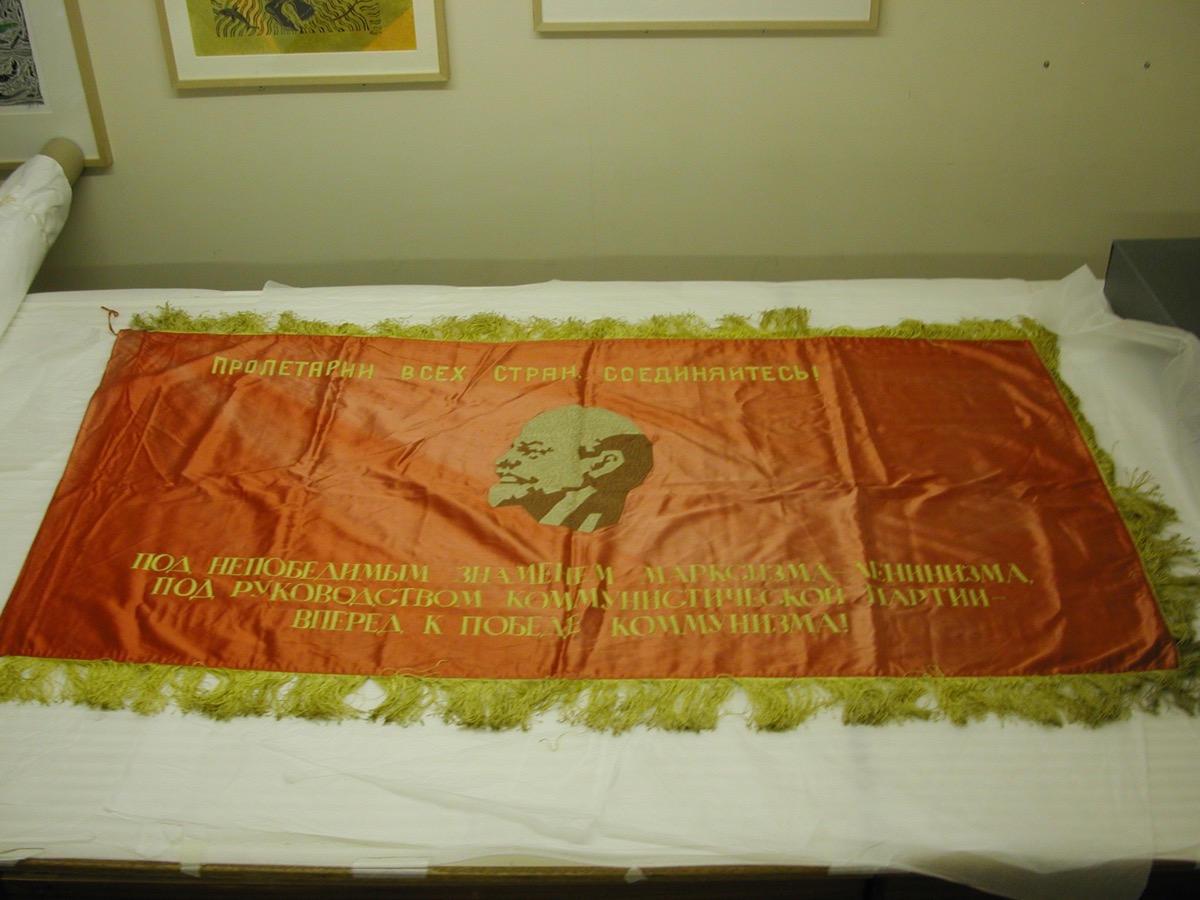 ПРОЛЕТАРИИ ВСЕХ СТРАН, СОЕДИНЯЙТЕСЬ!
ПОД НЕПОБЕДИМЫМ ЗНАМЕНЕМ МАРКСИЗМА-ЛЕНИНИЗМА,
ПОД РУКОВОДСТВОМ КОММУНИСТИЧЕСКОЙ ПАРТИИ–
ВПЕРЕД К ПОБЕДЕ КОММУНИЗМА!